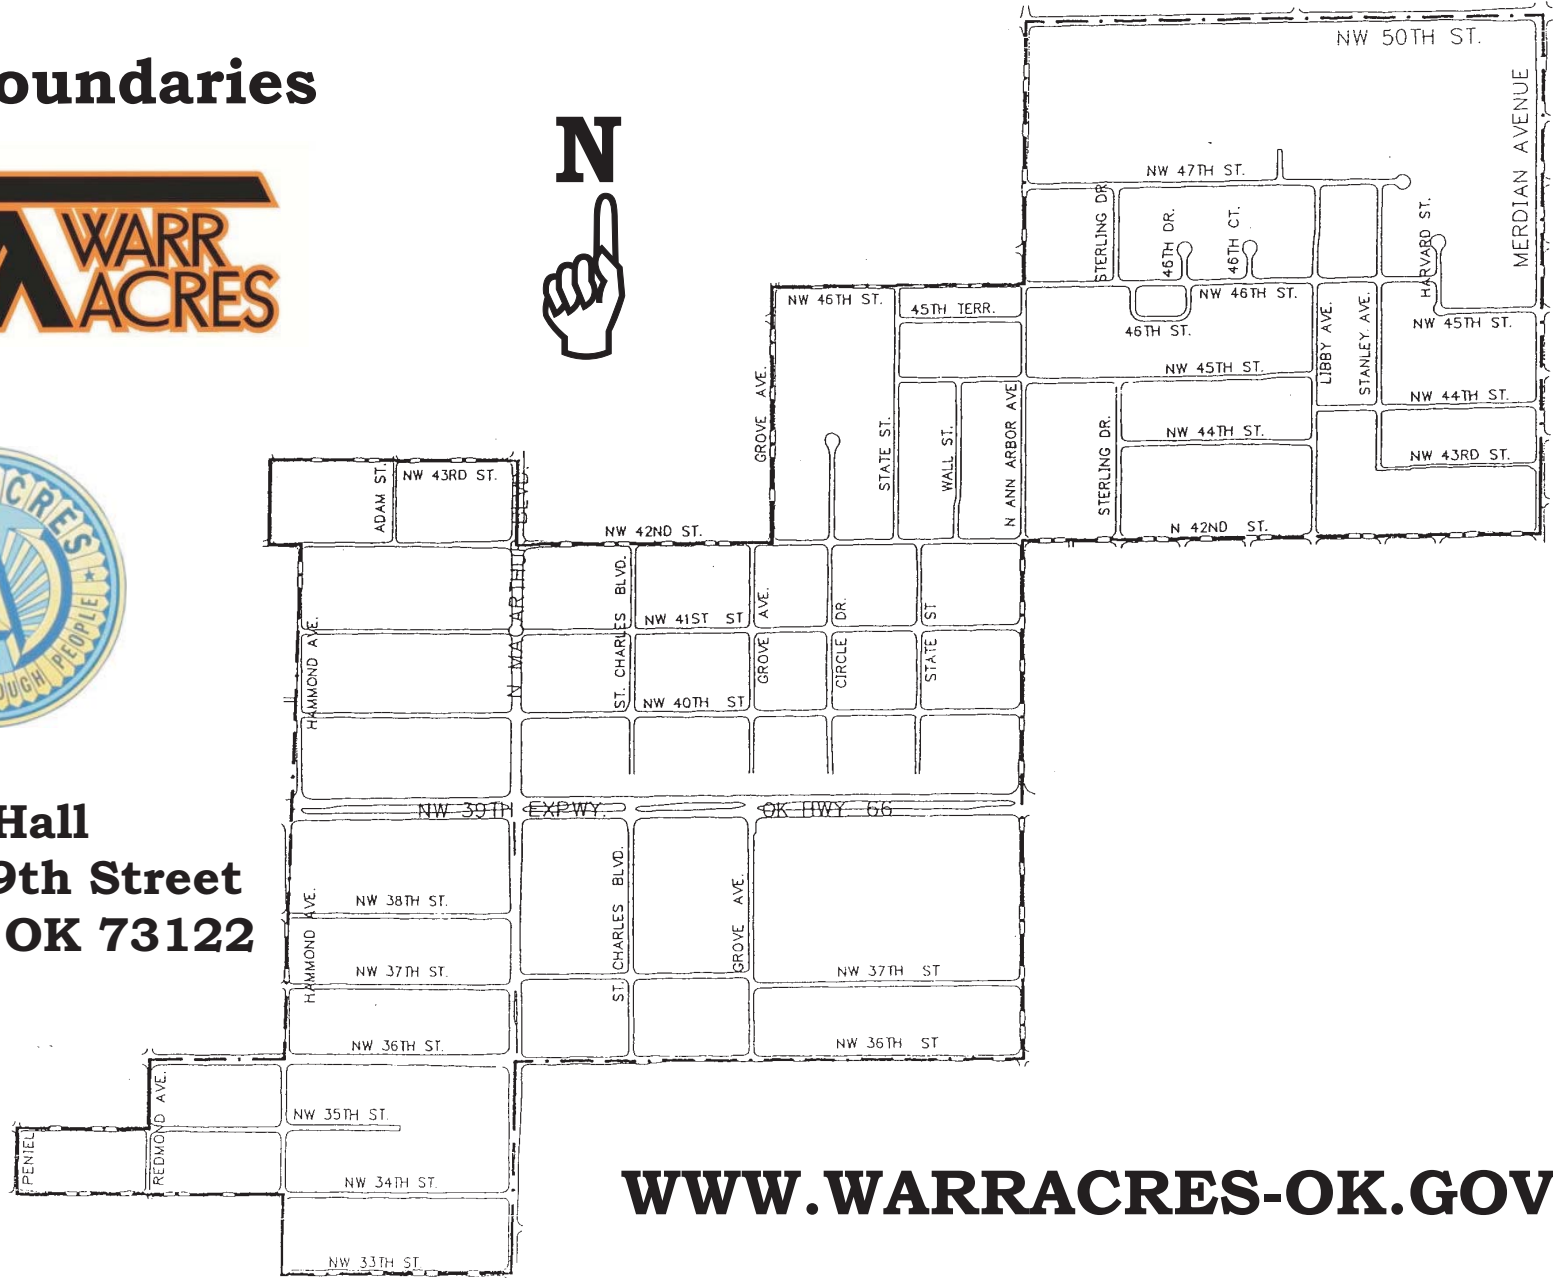 oundaries
WARR
ACRES
N
CRES
OUGH PEOPLE
Hall
9th Street
OK 73122
NW 50TH ST.
MERDIAN AVENUE
NW 47TH ST.
STERLING DR
46TH DR.
46TH CT.
HARVARD ST.
NW 46TH ST.
45TH TERR.
NW 46TH ST.
46TH ST.
LIBBY AVE.
STANLEY AVE.
NW 45TH ST.
NW 45TH ST.
GROVE AVE.
STATE ST.
WALL ST.
N ANN ARBOR AVE
STERLING DR.
NW 44TH ST.
NW 44TH ST.
NW 43RD ST.
N 42ND ST.
ADAM ST.
NW 43RD ST.
NW 42ND ST.
HAMMOND AVE.
N MACARTHUR BLVD.
ST. CHARLES BLVD.
NW 41ST ST
GROVE AVE.
CIRCLE DR.
STATE ST
NW 40TH ST
NW 39TH EXPWY. OK HWY 66
HAMMOND AVE.
NW 38TH ST.
ST. CHARLES BLVD.
GROVE AVE.
NW 37TH ST.
NW 37TH ST
NW 36TH ST.
NW 36TH ST
PENIEL
REDMOND AVE.
NW 35TH ST.
NW 34TH ST.
NW 33TH ST
WWW.WARRACRES-OK.GOV